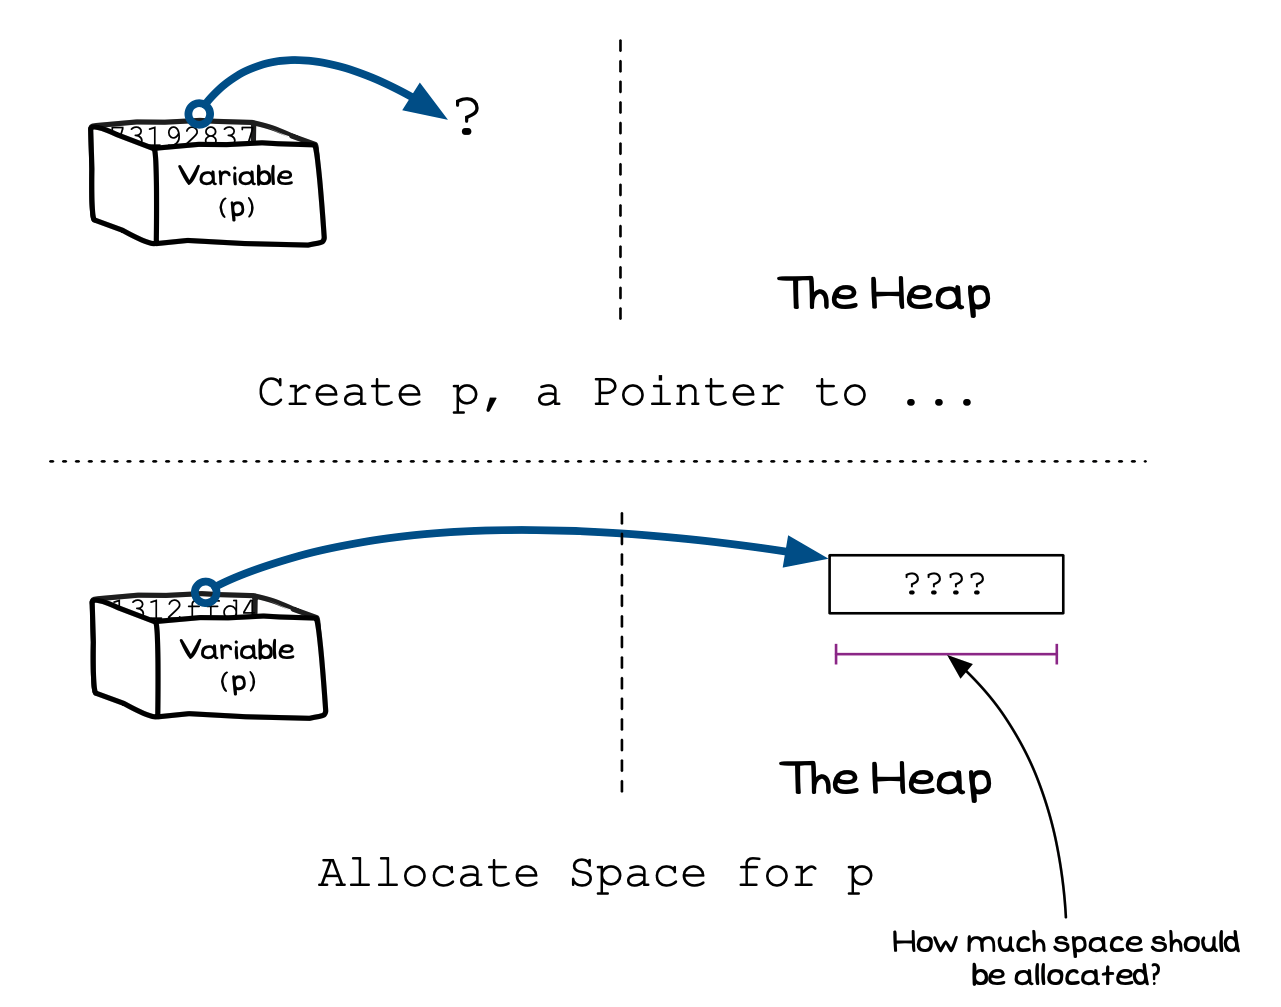 ?
73192837
Variable
(p)
The Heap
Create p, a Pointer to ...
????
1312ffd4
Variable
(p)
The Heap
Allocate Space for p
How much space should
be allocated?